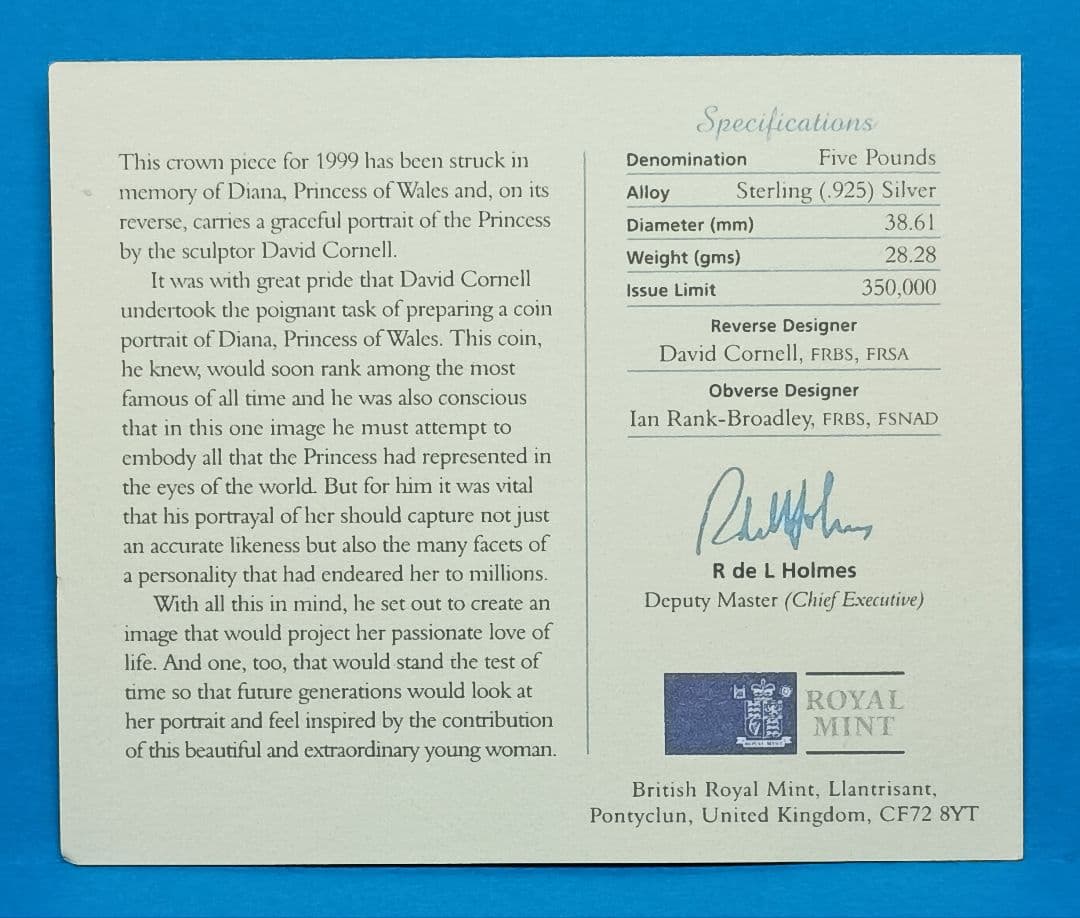 This crown piece for 1999 has been struck in
memory of Diana, Princess of Wales and, on its
reverse, carries a graceful portrait of the Princess
by the sculptor David Cornell.
It was with great pride that David Cornell
undertook the poignant task of preparing a coin
portrait of Diana, Princess of Wales. This coin,
he knew, would soon rank among the most
famous of all time and he was also conscious
that in this one image he must attempt to
embody all that the Princess had represented in
the eyes of the world. But for him it was vital
that his portrayal of her should capture not just
an accurate likeness but also the many facets of
a personality that had endeared her to millions.
With all this in mind, he set out to create an
image that would project her passionate love of
life. And one, too, that would stand the test of
time so that future generations would look at
her portrait and feel inspired by the contribution
of this beautiful and extraordinary young woman.
Specifications
Denomination Five Pounds
Alloy Sterling (.925) Silver
Diameter (mm) 38.61
Weight (gms) 28.28
Issue Limit 350,000
Reverse Designer
David Cornell, FRBS, FRSA
Obverse Designer
Ian Rank-Broadley, FRBS, FSNAD
R de L Holmes
Deputy Master (Chief Executive)
ROYAL MINT
ROYAL
MINT
British Royal Mint, Llantrisant,
Pontyclun, United Kingdom, CF72 8YT